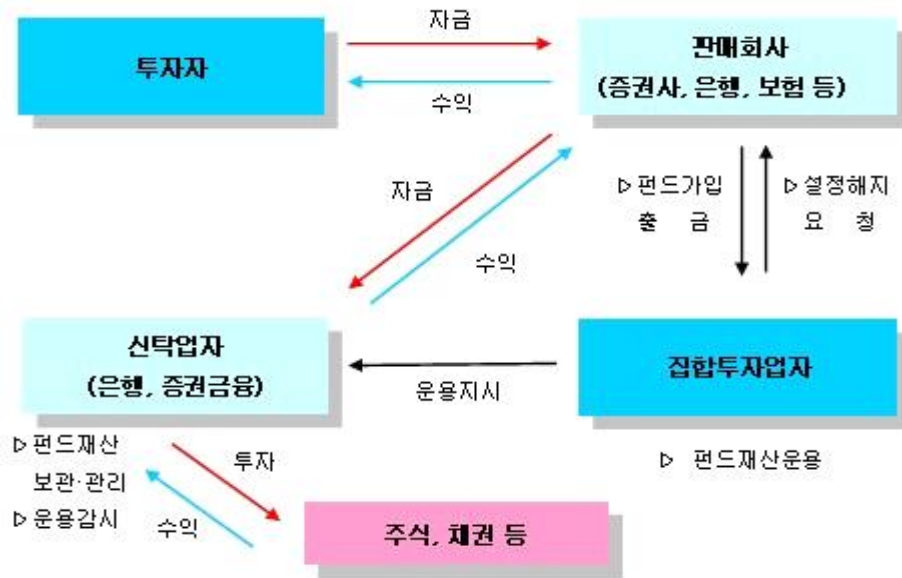 자금
투자자
판매회사
(증권사, 은행, 보험 등)
수익
▷펀드가입
출 금
▷설정해지
요 청
자금
수익
신탁업자
(은행, 증권금융)
집합투자업자
운용지시
▷펀드재산
보관·관리
▷운용감시
투자
수익
▷ 펀드재산운용
주식, 채권 등